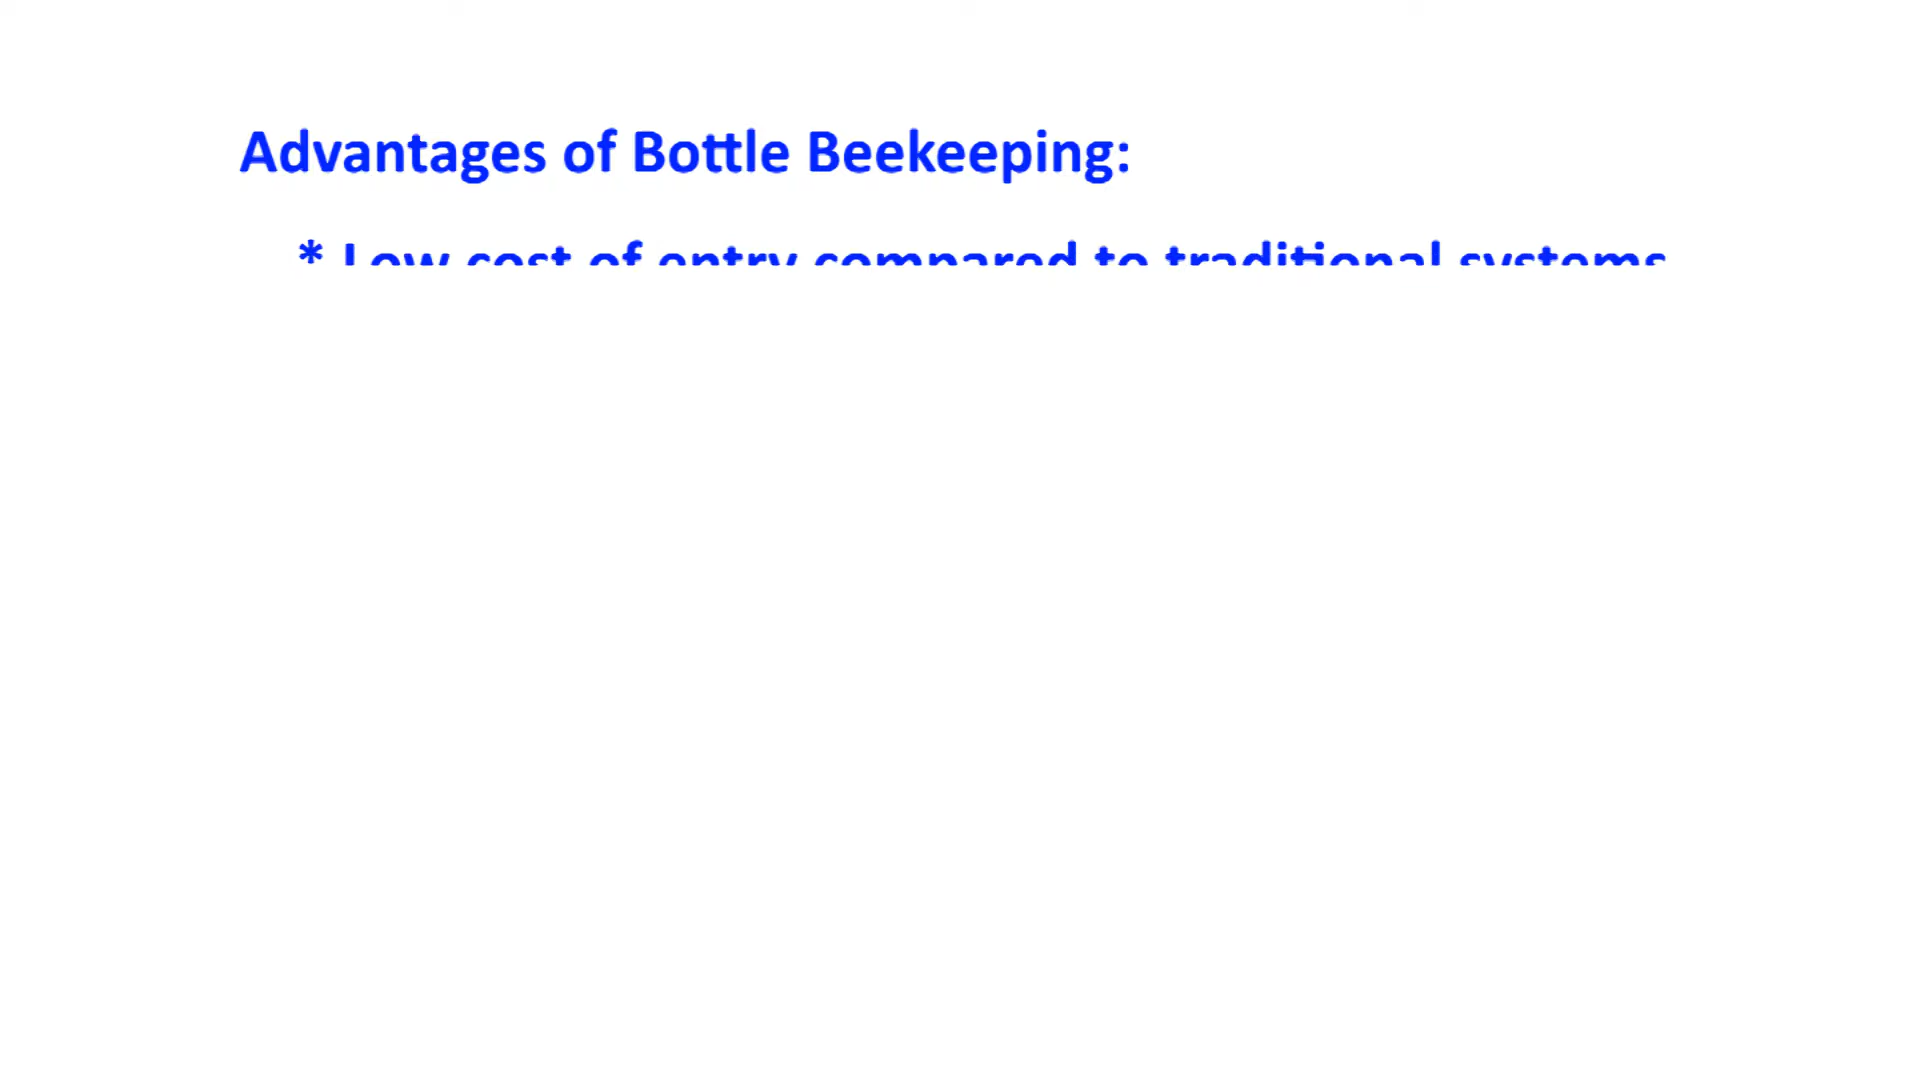 Advantages of Bottle Beekeeping:
* Low cost of entry compared to traditional systems